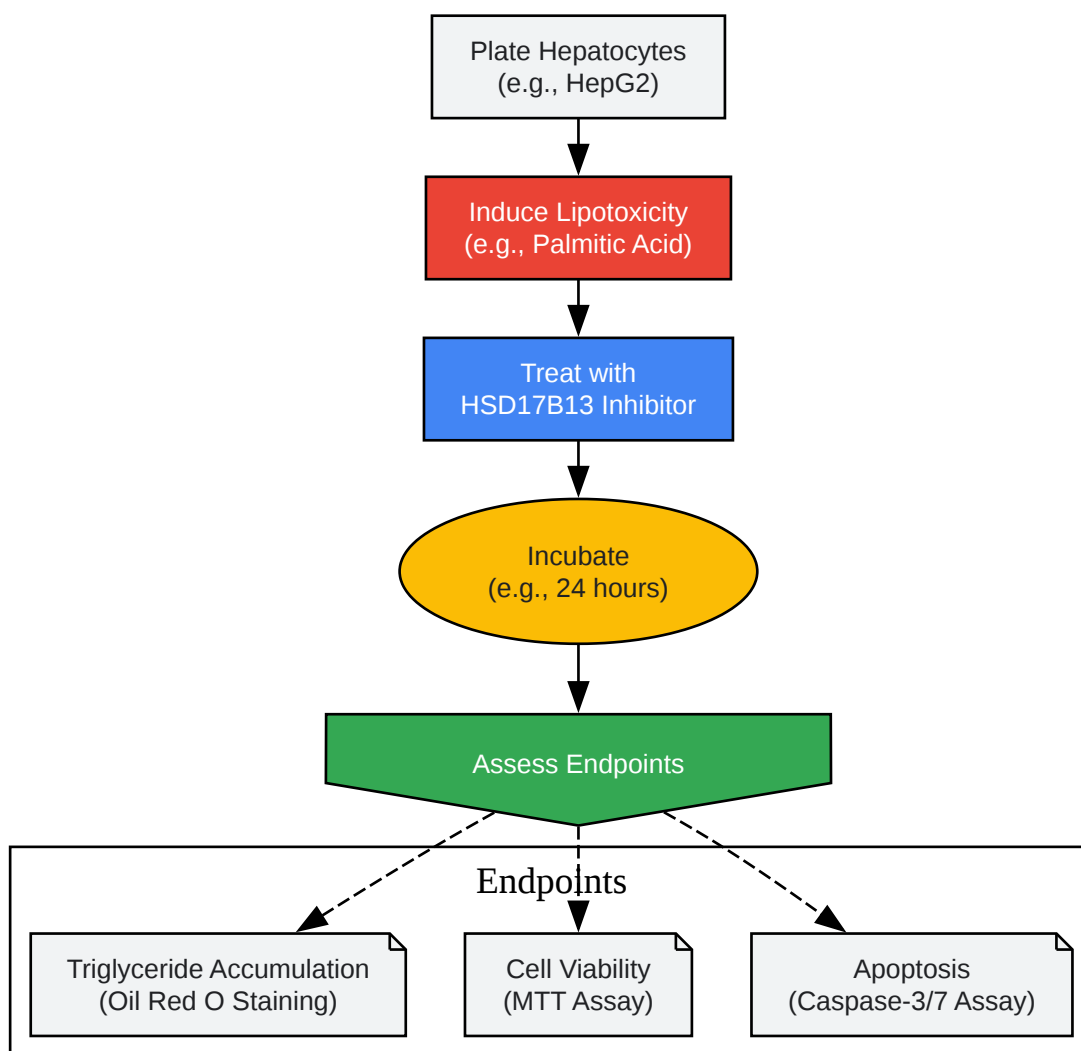 Plate Hepatocytes
(e.g., HepG2)
Induce Lipotoxicity
(e.g., Palmitic Acid)
Treat with
HSD17B13 Inhibitor
Incubate
(e.g., 24 hours)
Assess Endpoints
Endpoints
Triglyceride Accumulation
(Oil Red O Staining)
Cell Viability
(MTT Assay)
Apoptosis
(Caspase-3/7 Assay)